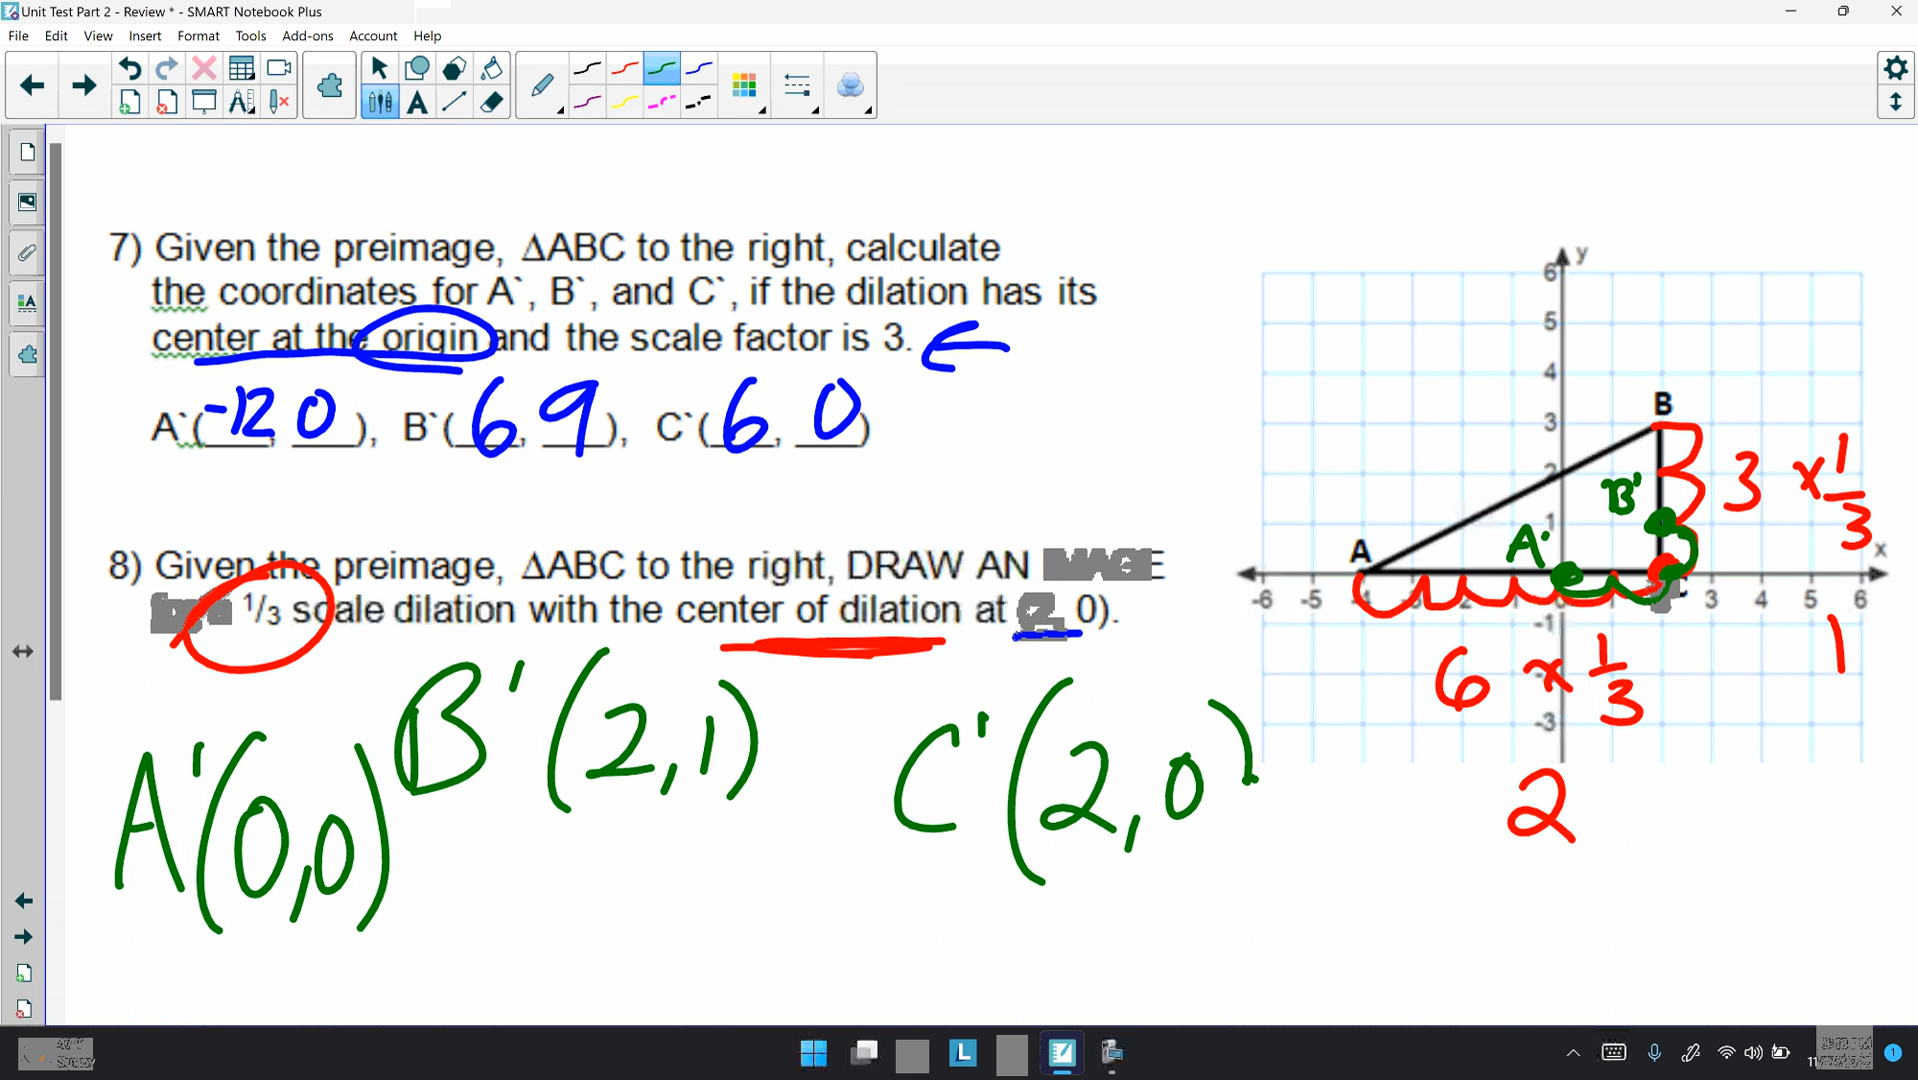 Unit Test Part 2 - Review * - SMART Notebook Plus
File Edit View Insert Format Tools Add-ons Account Help
7) Given the preimage, ΔABC to the right, calculate
the coordinates for A`, B`, and C`, if the dilation has its
center at the origin and the scale factor is 3.
A`(-12, 0), B`(6, 9), C`(6, 0)
8) Given the preimage, ΔABC to the right, DRAW AN
1/3 scale dilation with the center of dilation at 0).
A'(0,0) B'(2,1) C'(2,0)
y
6
5
4
3
2
1
-1
-3
B
B'
A'
A
x
-6 -5 2 3 4 5 6
3 x 1/3
1
6 x 1/3
2
L
1